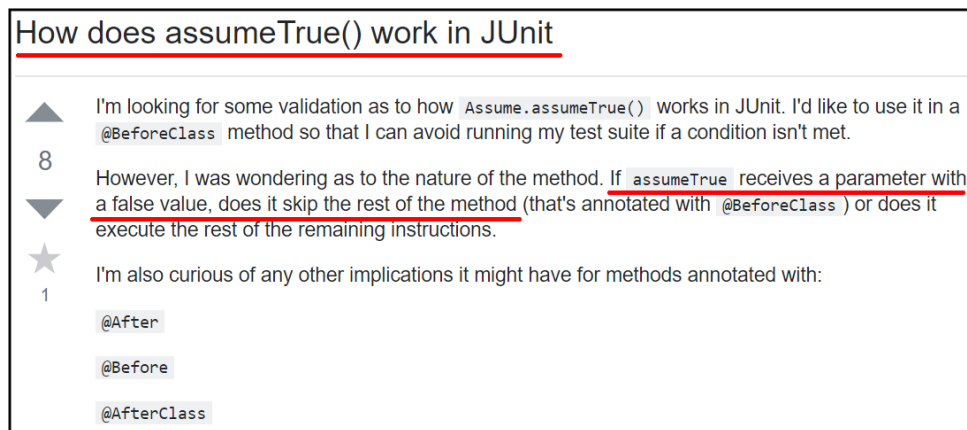 How does assumeTrue() work in JUnit
I'm looking for some validation as to how Assume.assumeTrue() works in JUnit. I'd like to use it in a
@BeforeClass method so that I can avoid running my test suite if a condition isn't met.
8
However, I was wondering as to the nature of the method. If assumeTrue receives a parameter with
a false value, does it skip the rest of the method (that's annotated with @BeforeClass) or does it
execute the rest of the remaining instructions.
1
I'm also curious of any other implications it might have for methods annotated with:
@After
@Before
@AfterClass